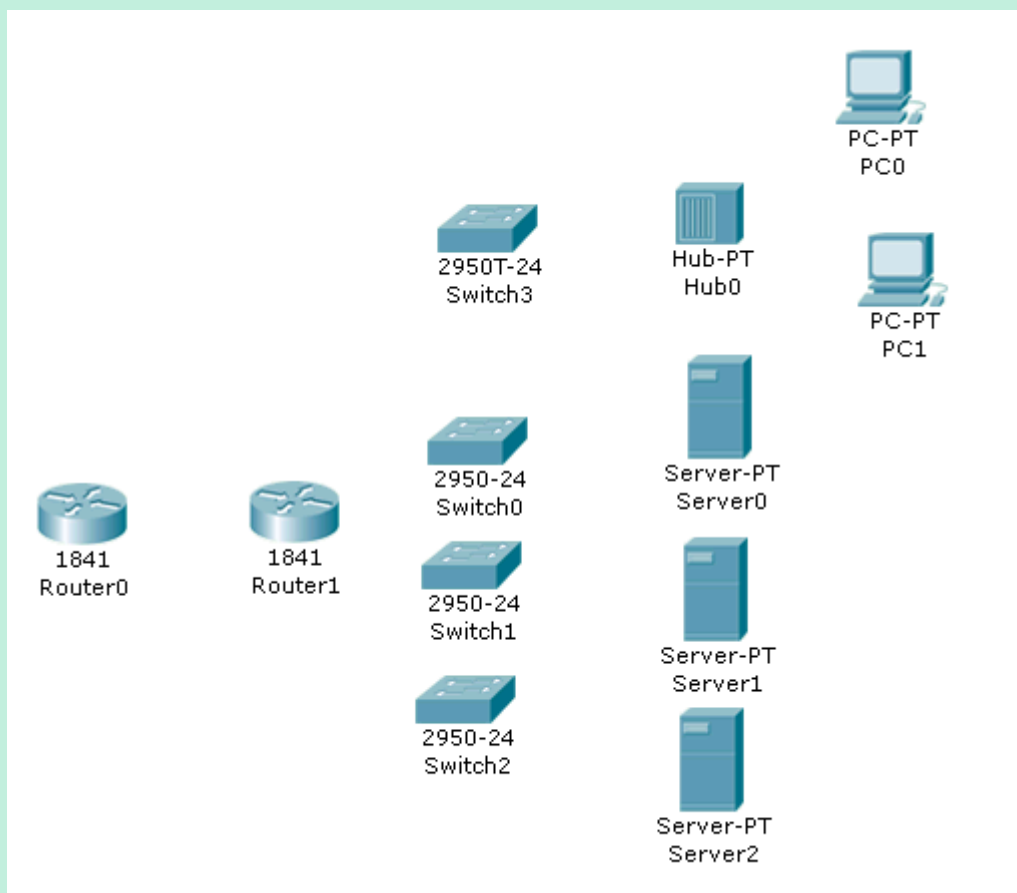 PC-PT
PC0
2950T-24
Switch3
Hub-PT
Hub0
PC-PT
PC1
2950-24
Switch0
Server-PT
Server0
1841
Router0
1841
Router1
2950-24
Switch1
Server-PT
Server1
2950-24
Switch2
Server-PT
Server2